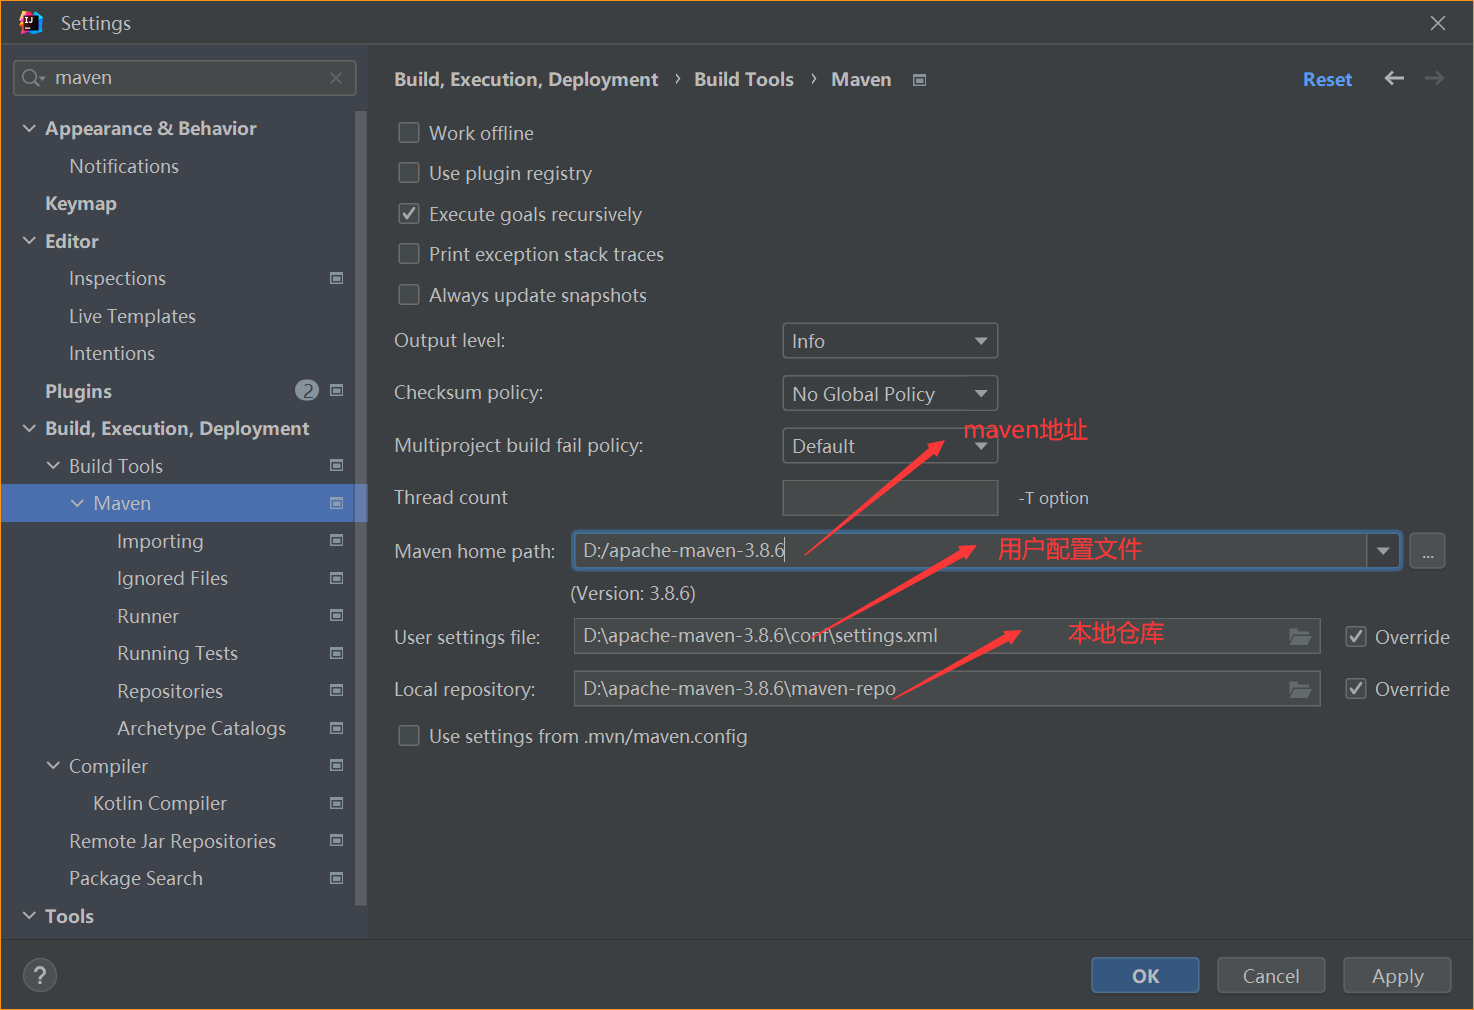 Settings
maven
Appearance & Behavior
Notifications
Keymap
Editor
Inspections
Live Templates
Intentions
Plugins 2
Build, Execution, Deployment
Build Tools
Maven
Importing
Ignored Files
Runner
Running Tests
Repositories
Archetype Catalogs
Compiler
Kotlin Compiler
Remote Jar Repositories
Package Search
Tools
Build, Execution, Deployment › Build Tools › Maven Reset
Work offline
Use plugin registry
Execute goals recursively
Print exception stack traces
Always update snapshots
Output level: Info
Checksum policy: No Global Policy
maven地址
Multiproject build fail policy: Default
Thread count -T option
Maven home path: D:/apache-maven-3.8.6 用户配置文件 ...
(Version: 3.8.6)
User settings file: D:\apache-maven-3.8.6\conf\settings.xml 本地仓库 Override
Local repository: D:\apache-maven-3.8.6\maven-repo Override
Use settings from .mvn/maven.config
? OK Cancel Apply